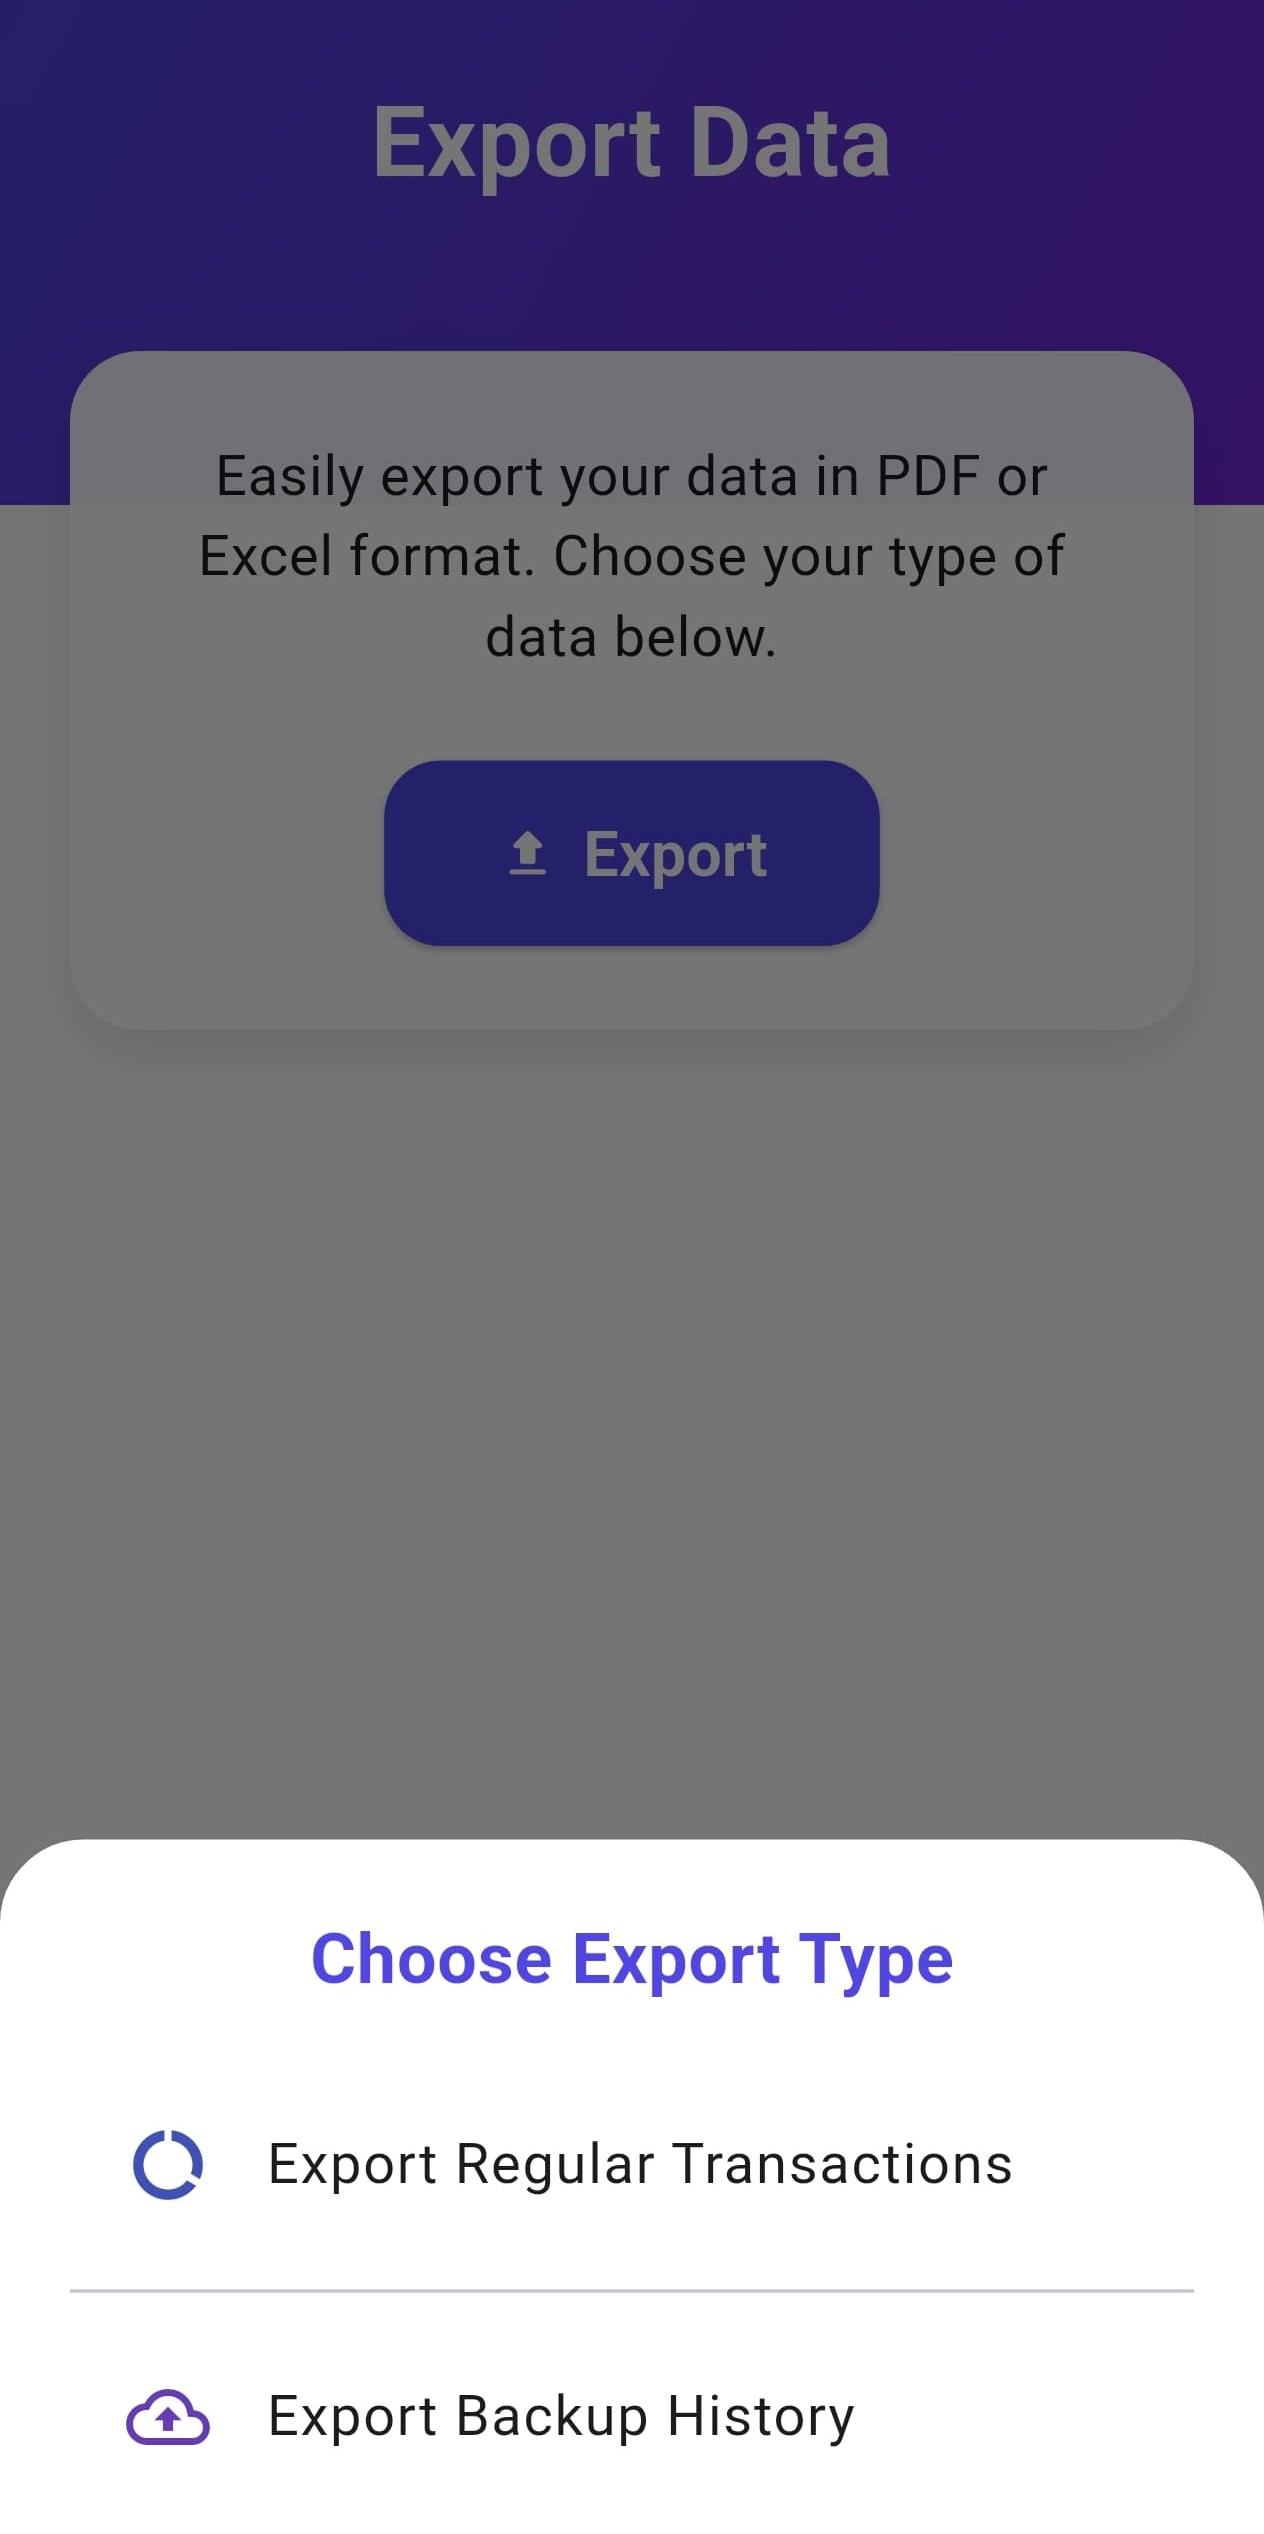 Export Data
Easily export your data in PDF or
Excel format. Choose your type of
data below.
Export
Choose Export Type
Export Regular Transactions
Export Backup History